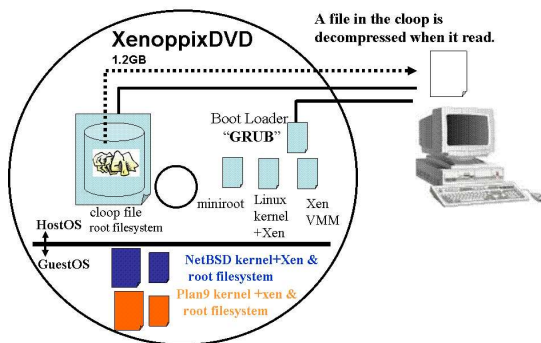 A file in the cloop is
decompressed when it read.
XenoppixDVD
1.2GB
Boot Loader
“GRUB”
cloop file
root filesystem
miniroot
Linux
kernel
+Xen
Xen
VMM
HostOS
GuestOS
NetBSD kernel+Xen &
root filesystem
Plan9 kernel +xen &
root filesystem